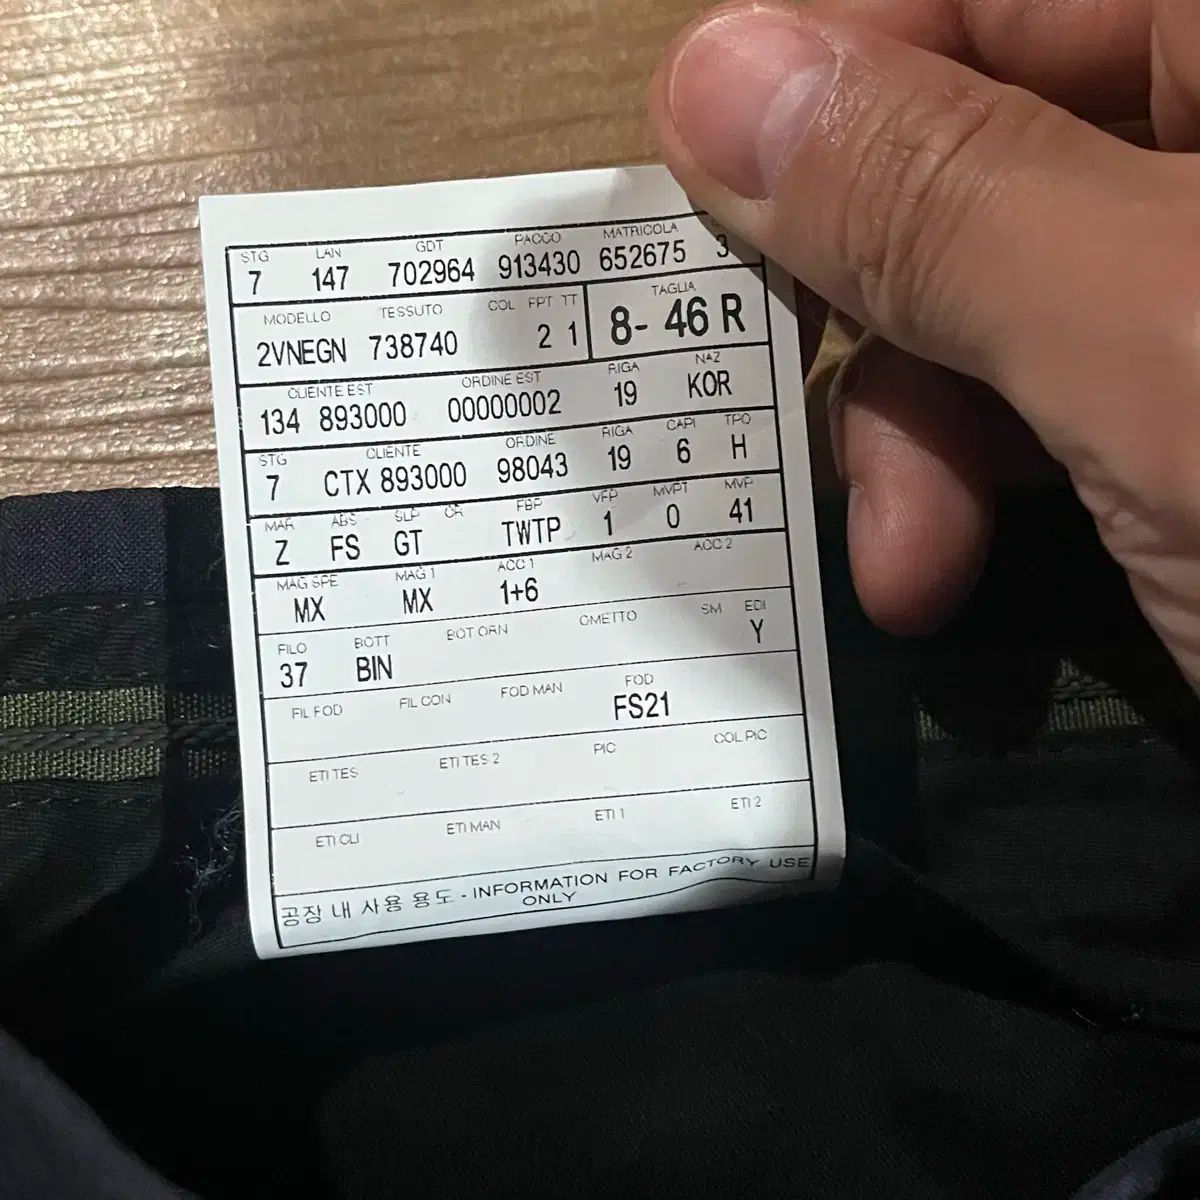 STG LAN GDT PACCO MATRICOLA
7 147 702964 913430 652675 3
MODELLO TESSUTO COL FPT TT TAGLIA
2VNEGN 738740 2 1 8- 46 R
CLIENTE EST ORDINE EST RIGA NAZ
134 893000 00000002 19 KOR
STG CLIENTE ORDINE RIGA CAPI TPO
7 CTX 893000 98043 19 6 H
MAR ABS SLP CR FBP VFP MVPT MVP
Z FS GT TWTP 1 0 41
MAG SPE MAG 1 ACC 1 MAG 2 ACC 2
MX MX 1+6
FILO BOTT BOT ORN OMETTO SM EDI
37 BIN Y
FIL FOD FIL CON FOD MAN FOD
FS21
ETI TES ETI TES 2 PIC COL PIC
ETI CLI ETI MAN ETI 1 ETI 2
공장 내 사용 용도 - INFORMATION FOR FACTORY USE
ONLY